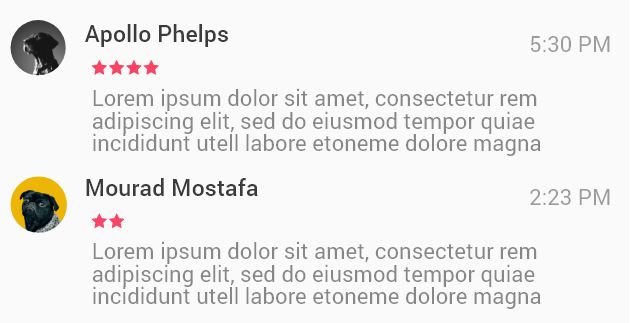 Apollo Phelps
5:30 PM
Lorem ipsum dolor sit amet, consectetur rem
adipiscing elit, sed do eiusmod tempor quiae
incididunt utell labore etoneme dolore magna
Mourad Mostafa
2:23 PM
Lorem ipsum dolor sit amet, consectetur rem
adipiscing elit, sed do eiusmod tempor quiae
incididunt utell labore etoneme dolore magna